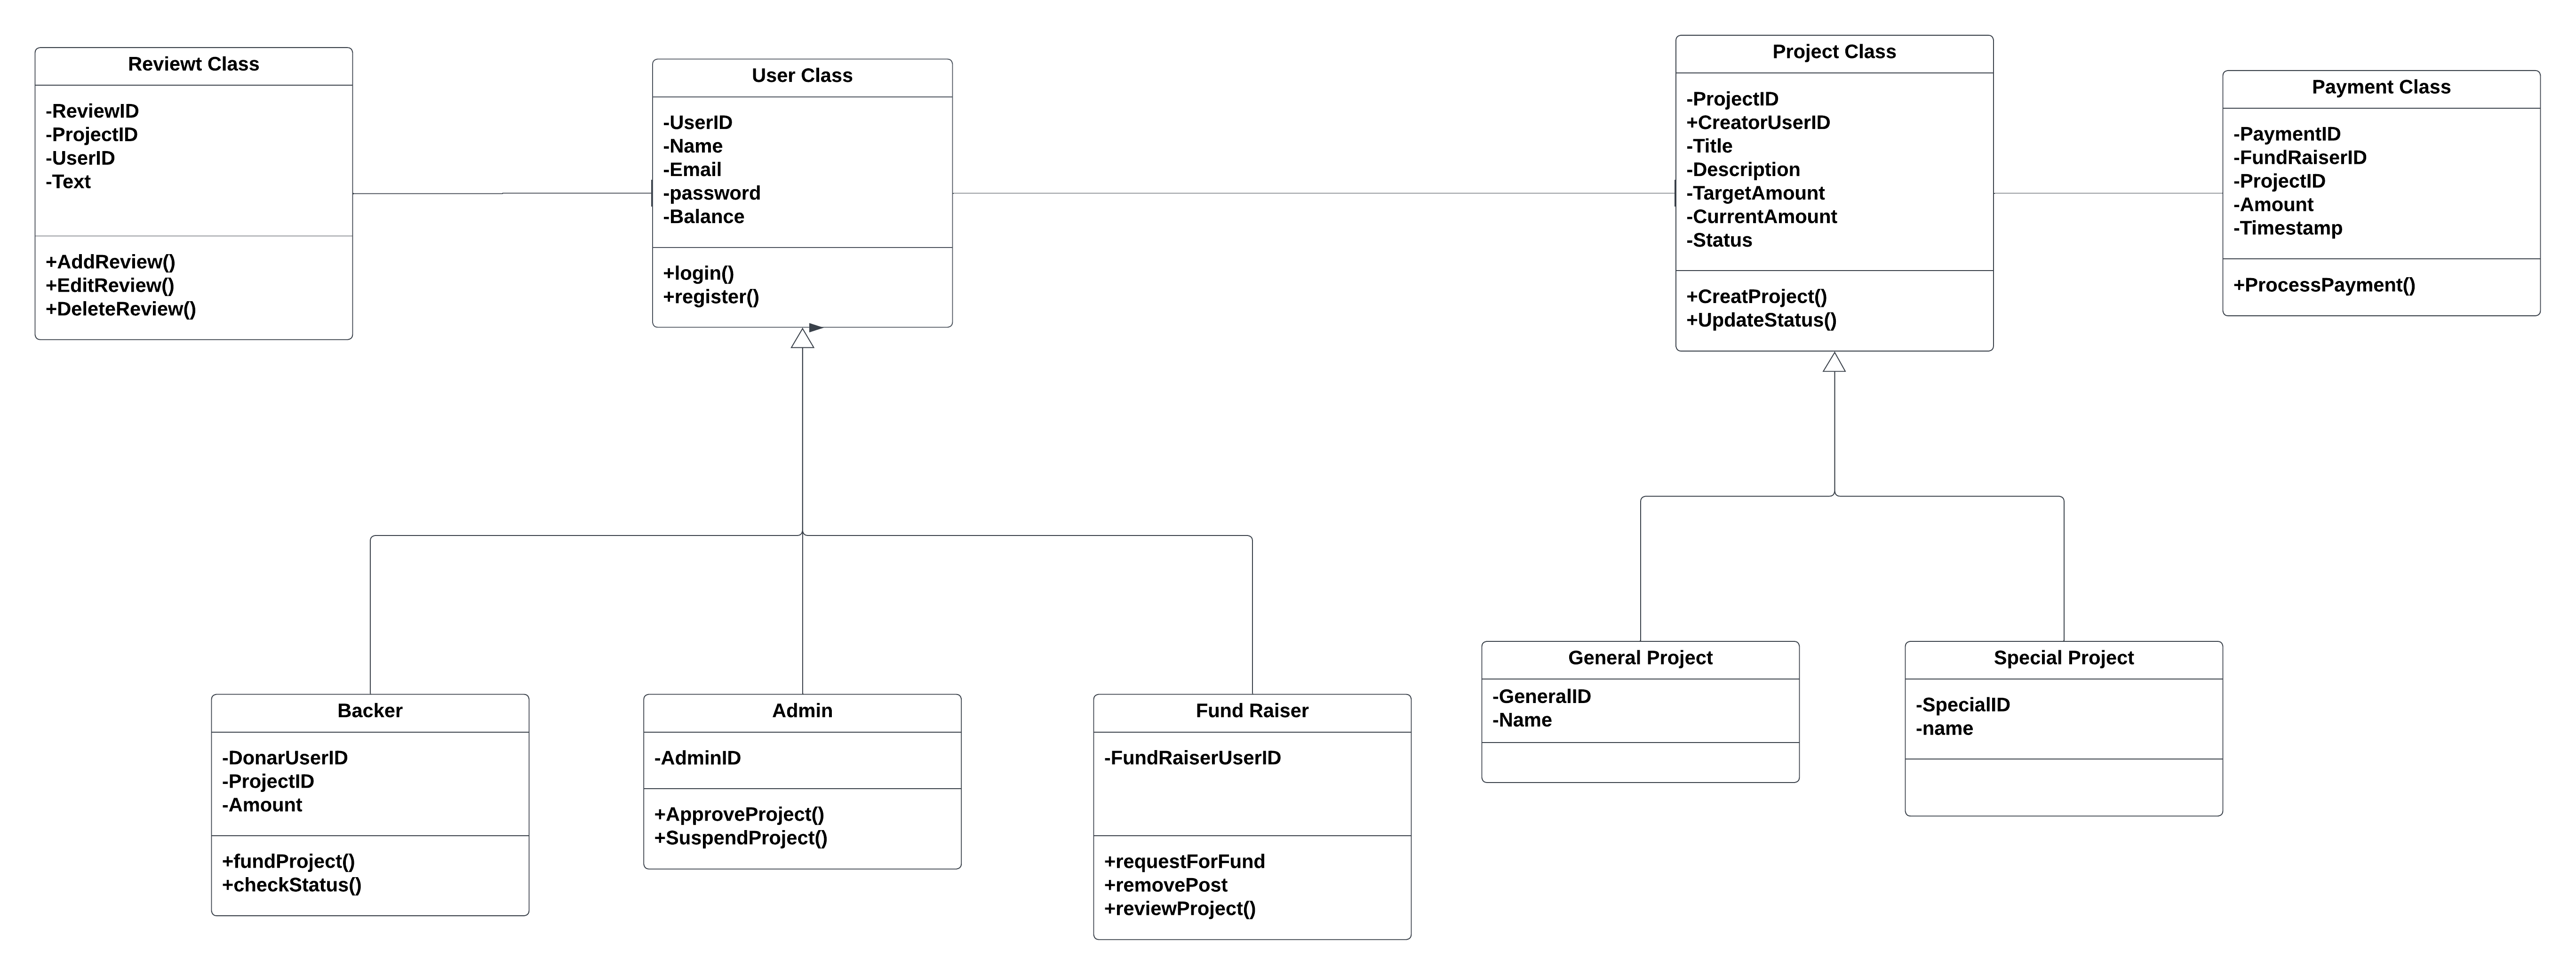 Reviewt Class
-ReviewID
-ProjectID
-UserID
-Text
+AddReview()
+EditReview()
+DeleteReview()
User Class
-UserID
-Name
-Email
-password
-Balance
+login()
+register()
Project Class
-ProjectID
+CreatorUserID
-Title
-Description
-TargetAmount
-CurrentAmount
-Status
+CreatProject()
+UpdateStatus()
Payment Class
-PaymentID
-FundRaiserID
-ProjectID
-Amount
-Timestamp
+ProcessPayment()
Backer
-DonarUserID
-ProjectID
-Amount
+fundProject()
+checkStatus()
Admin
-AdminID
+ApproveProject()
+SuspendProject()
Fund Raiser
-FundRaiserUserID
+requestForFund
+removePost
+reviewProject()
General Project
-GeneralID
-Name
Special Project
-SpecialID
-name